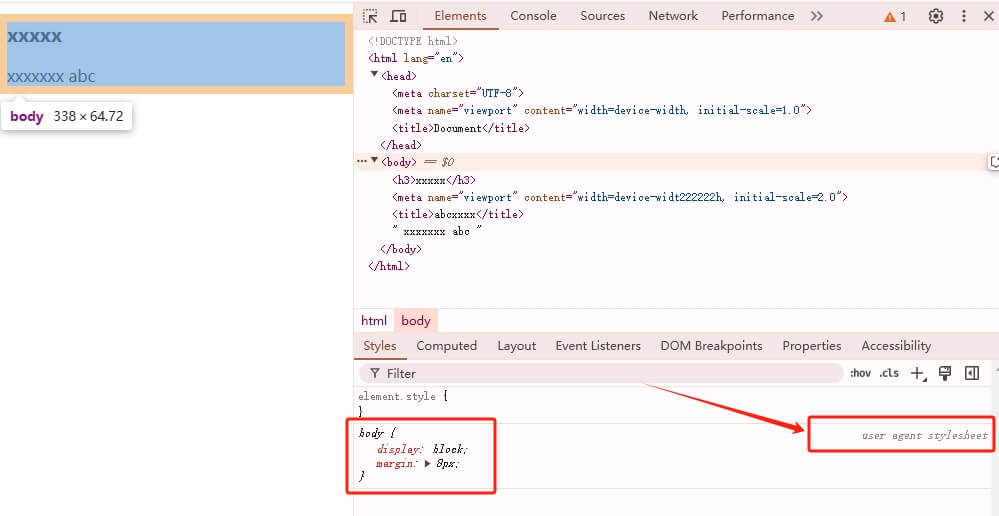 xxxxx
xxxxxxx abc
body 338 × 64.72
Elements Console Sources Network Performance 1
<!DOCTYPE html>
<html lang="en">
<head>
<meta charset="UTF-8">
<meta name="viewport" content="width=device-width, initial-scale=1.0">
<title>Document</title>
</head>
<body> == $0
<h3>xxxxx</h3>
<meta name="viewport" content="width=device-widt222222h, initial-scale=2.0">
<title>abcxxxx</title>
" xxxxxxx abc "
</body>
</html>
html body
Styles Computed Layout Event Listeners DOM Breakpoints Properties Accessibility
Filter :hov .cls
element.style {
}
body { user agent stylesheet
display: block;
margin: 8px;
}